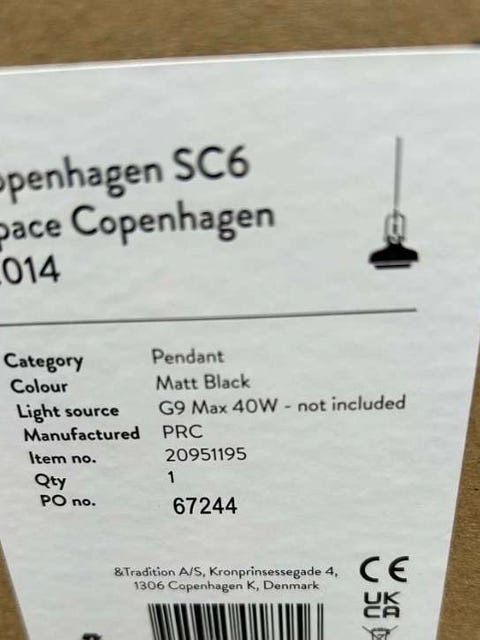 openhagen SC6
pace Copenhagen
014
Category Pendant
Colour Matt Black
Light source G9 Max 40W - not included
Manufactured PRC
Item no. 20951195
Qty 1
PO no. 67244
&Tradition A/S, Kronprinsessegade 4,
1306 Copenhagen K, Denmark
CE
UK
CA